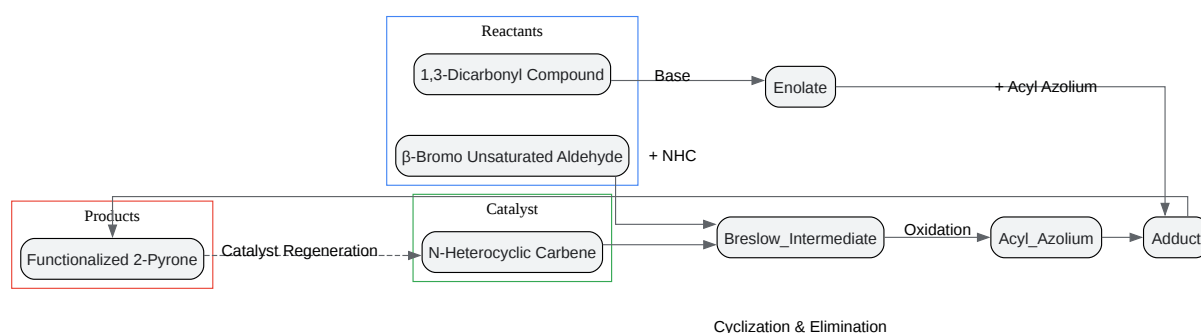 Reactants
1,3-Dicarbonyl Compound
Base
Enolate
+ Acyl Azolium
β-Bromo Unsaturated Aldehyde
+ NHC
Products
Catalyst
Functionalized 2-Pyrone
Catalyst Regeneration
N-Heterocyclic Carbene
Breslow_Intermediate
Oxidation
Acyl_Azolium
Adduct
Cyclization & Elimination